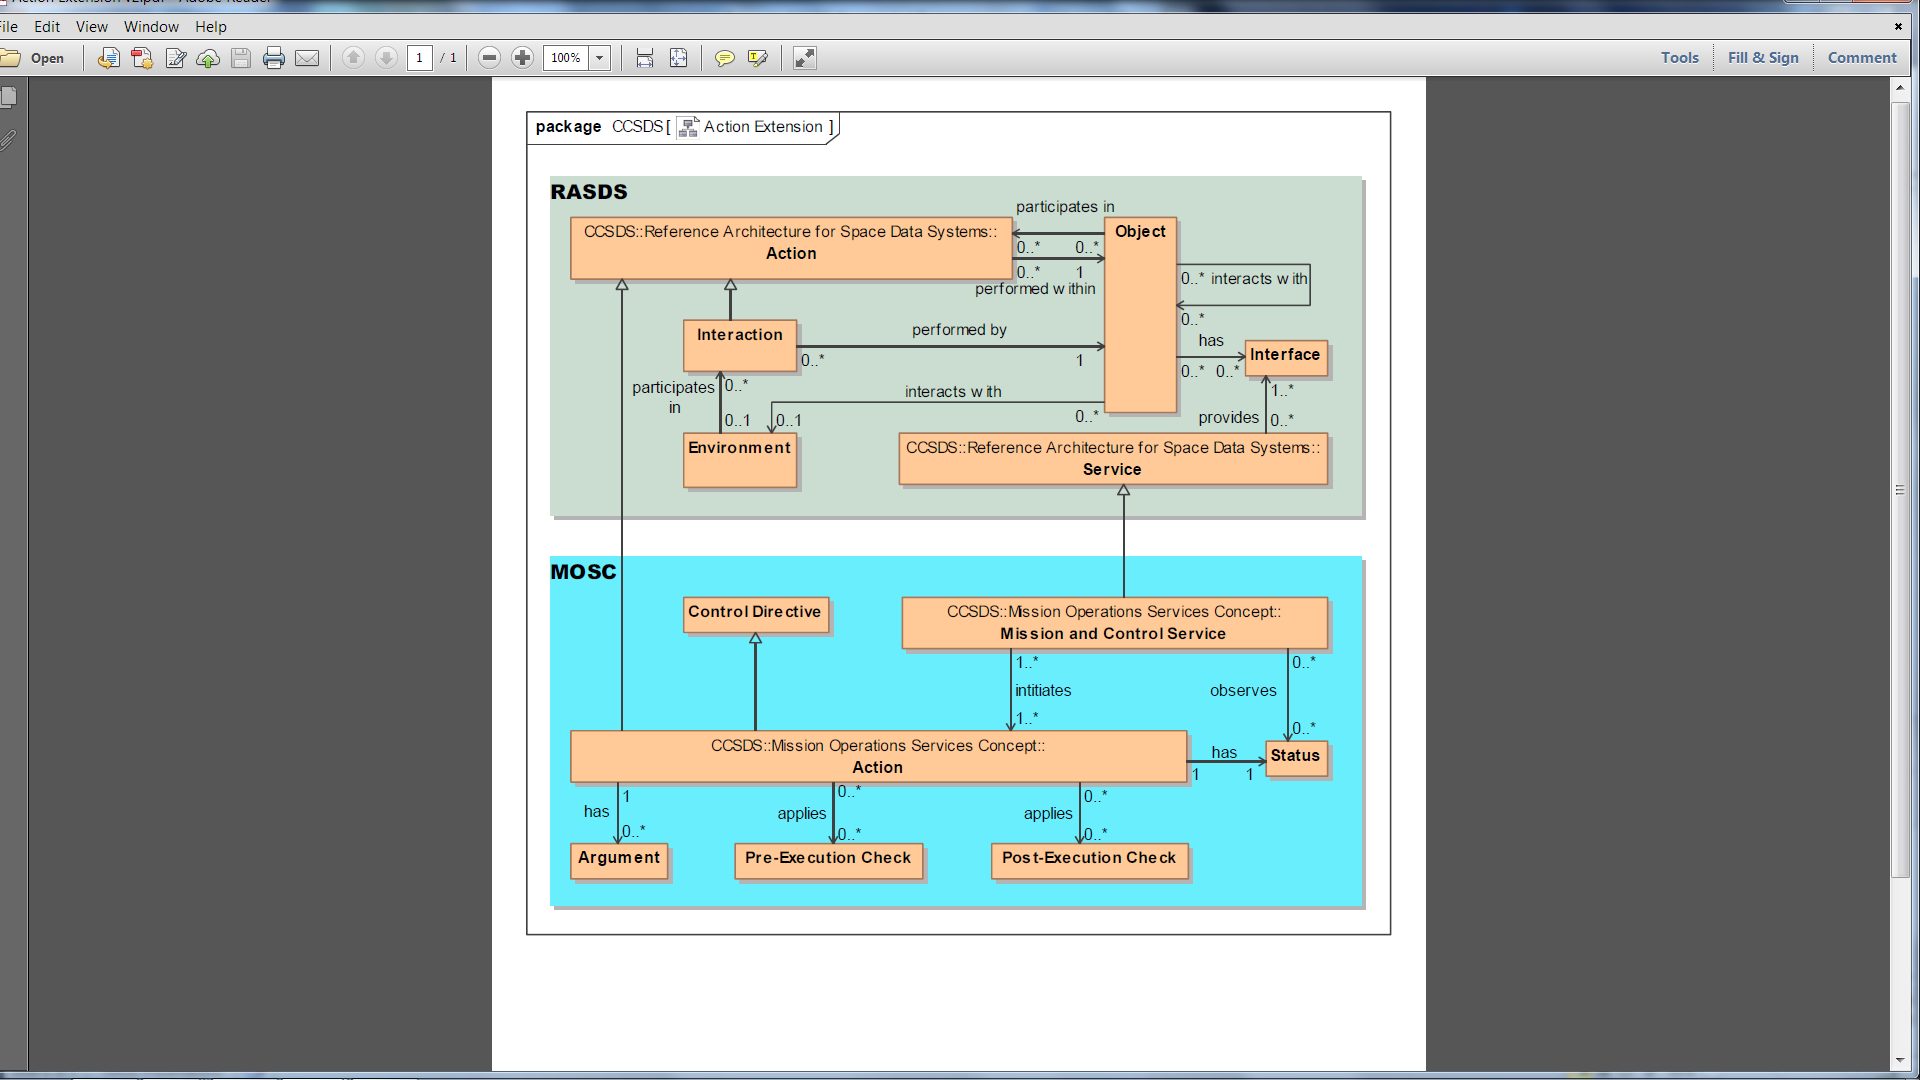 Action Extension v2.pdf - Adobe Reader
File Edit View Window Help
Open 1 / 1 100% Tools Fill & Sign Comment
package CCSDS [ Action Extension ]
RASDS
participates in
CCSDS::Reference Architecture for Space Data Systems::
Action
Object
0..* 0..*
0..* 1
performed within
0..* interacts with
0..*
Interaction
performed by
0..* 1
has
0..* 0..*
Interface
participates
in
0..*
0..1
interacts with
0..1 0..*
1..*
provides 0..*
Environment
CCSDS::Reference Architecture for Space Data Systems::
Service
MOSC
Control Directive
CCSDS::Mission Operations Services Concept::
Mission and Control Service
1..*
intitiates
1..*
0..*
observes
0..*
CCSDS::Mission Operations Services Concept::
Action
has
1 1
Status
1
has
0..*
0..*
applies
0..*
0..*
applies
0..*
Argument
Pre-Execution Check
Post-Execution Check